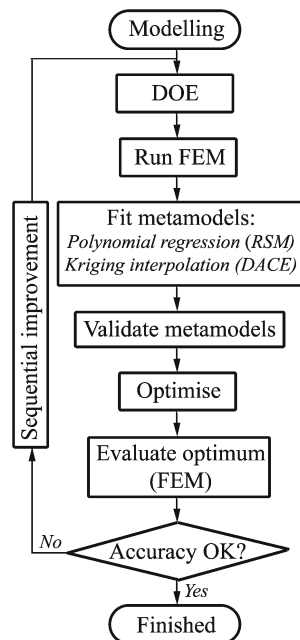 Modelling
DOE
Run FEM
Fit metamodels:
Polynomial regression (RSM)
Kriging interpolation (DACE)
Validate metamodels
Optimise
Evaluate optimum
(FEM)
Accuracy OK?
No
Sequential improvement
Yes
Finished